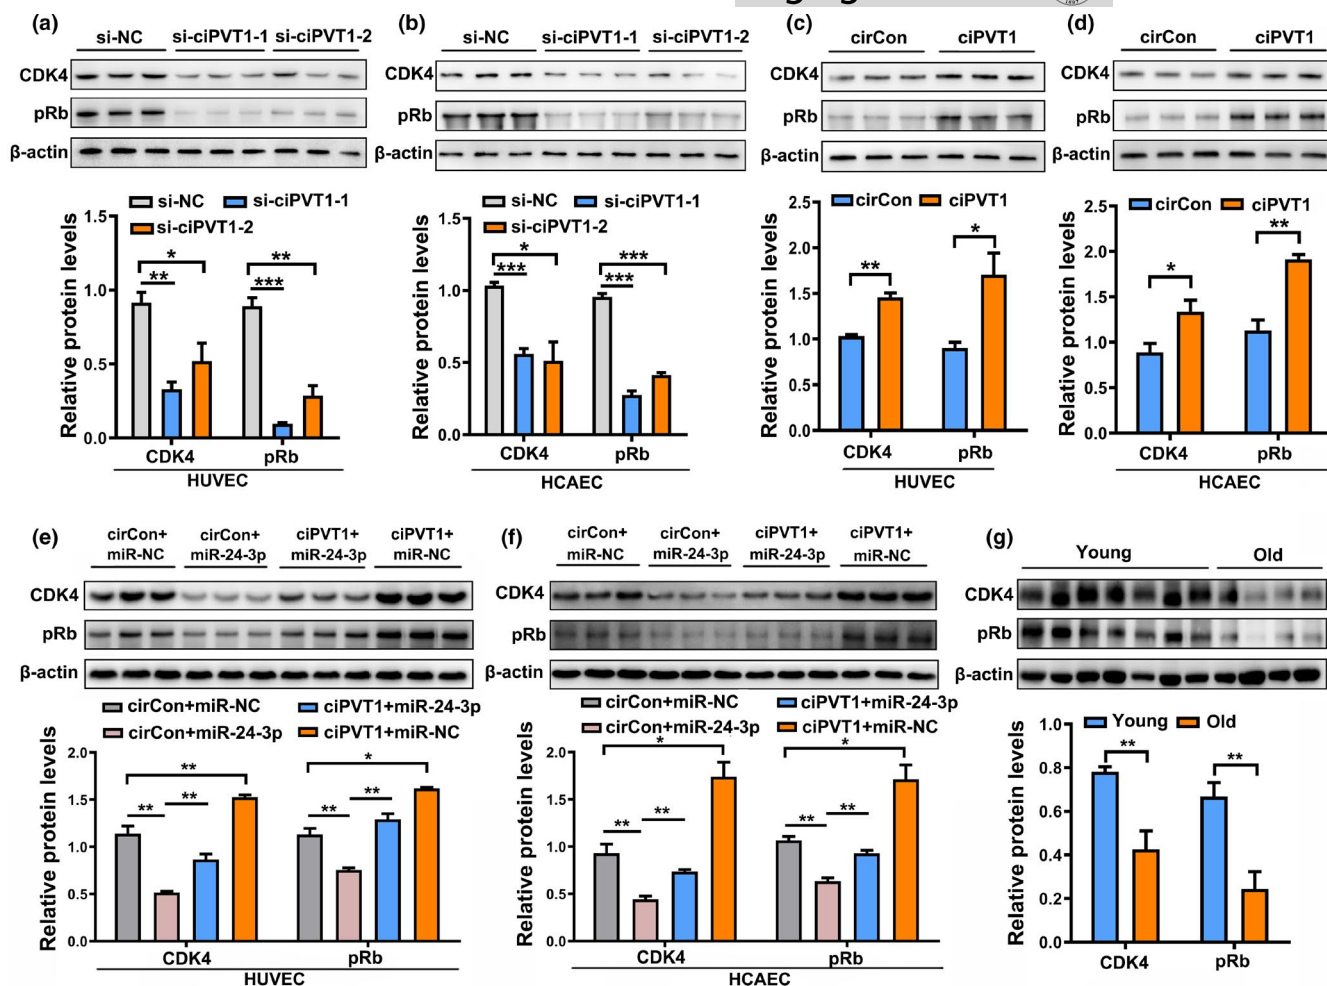 (a)
si-NC si-ciPVT1-1 si-ciPVT1-2
CDK4
pRb
β-actin
si-NC si-ciPVT1-1
si-ciPVT1-2
Relative protein levels
1.5
1.0
0.5
0.0
* ** ** ***
CDK4 pRb
HUVEC
(b)
si-NC si-ciPVT1-1 si-ciPVT1-2
CDK4
pRb
β-actin
si-NC si-ciPVT1-1
si-ciPVT1-2
Relative protein levels
1.5
1.0
0.5
0.0
* *** *** ***
CDK4 pRb
HCAEC
(c)
cirCon ciPVT1
CDK4
pRb
β-actin
cirCon ciPVT1
Relative protein levels
2.5
2.0
1.5
1.0
0.5
0.0
** *
CDK4 pRb
HUVEC
(d)
cirCon ciPVT1
CDK4
pRb
β-actin
cirCon ciPVT1
Relative protein levels
2.5
2.0
1.5
1.0
0.5
0.0
* **
CDK4 pRb
HCAEC
(e)
cirCon+ cirCon+ ciPVT1+ ciPVT1+
miR-NC miR-24-3p miR-24-3p miR-NC
CDK4
pRb
β-actin
cirCon+miR-NC ciPVT1+miR-24-3p
cirCon+miR-24-3p ciPVT1+miR-NC
Relative protein levels
2.0
1.5
1.0
0.5
0.0
** *
** ** ** **
CDK4 pRb
HUVEC
(f)
cirCon+ cirCon+ ciPVT1+ ciPVT1+
miR-NC miR-24-3p miR-24-3p miR-NC
CDK4
pRb
β-actin
cirCon+miR-NC ciPVT1+miR-24-3p
cirCon+miR-24-3p ciPVT1+miR-NC
Relative protein levels
2.0
1.5
1.0
0.5
0.0
* *
** ** ** **
CDK4 pRb
HCAEC
(g)
Young Old
CDK4
pRb
β-actin
Young Old
Relative protein levels
1.0
0.8
0.6
0.4
0.2
0.0
** **
CDK4 pRb